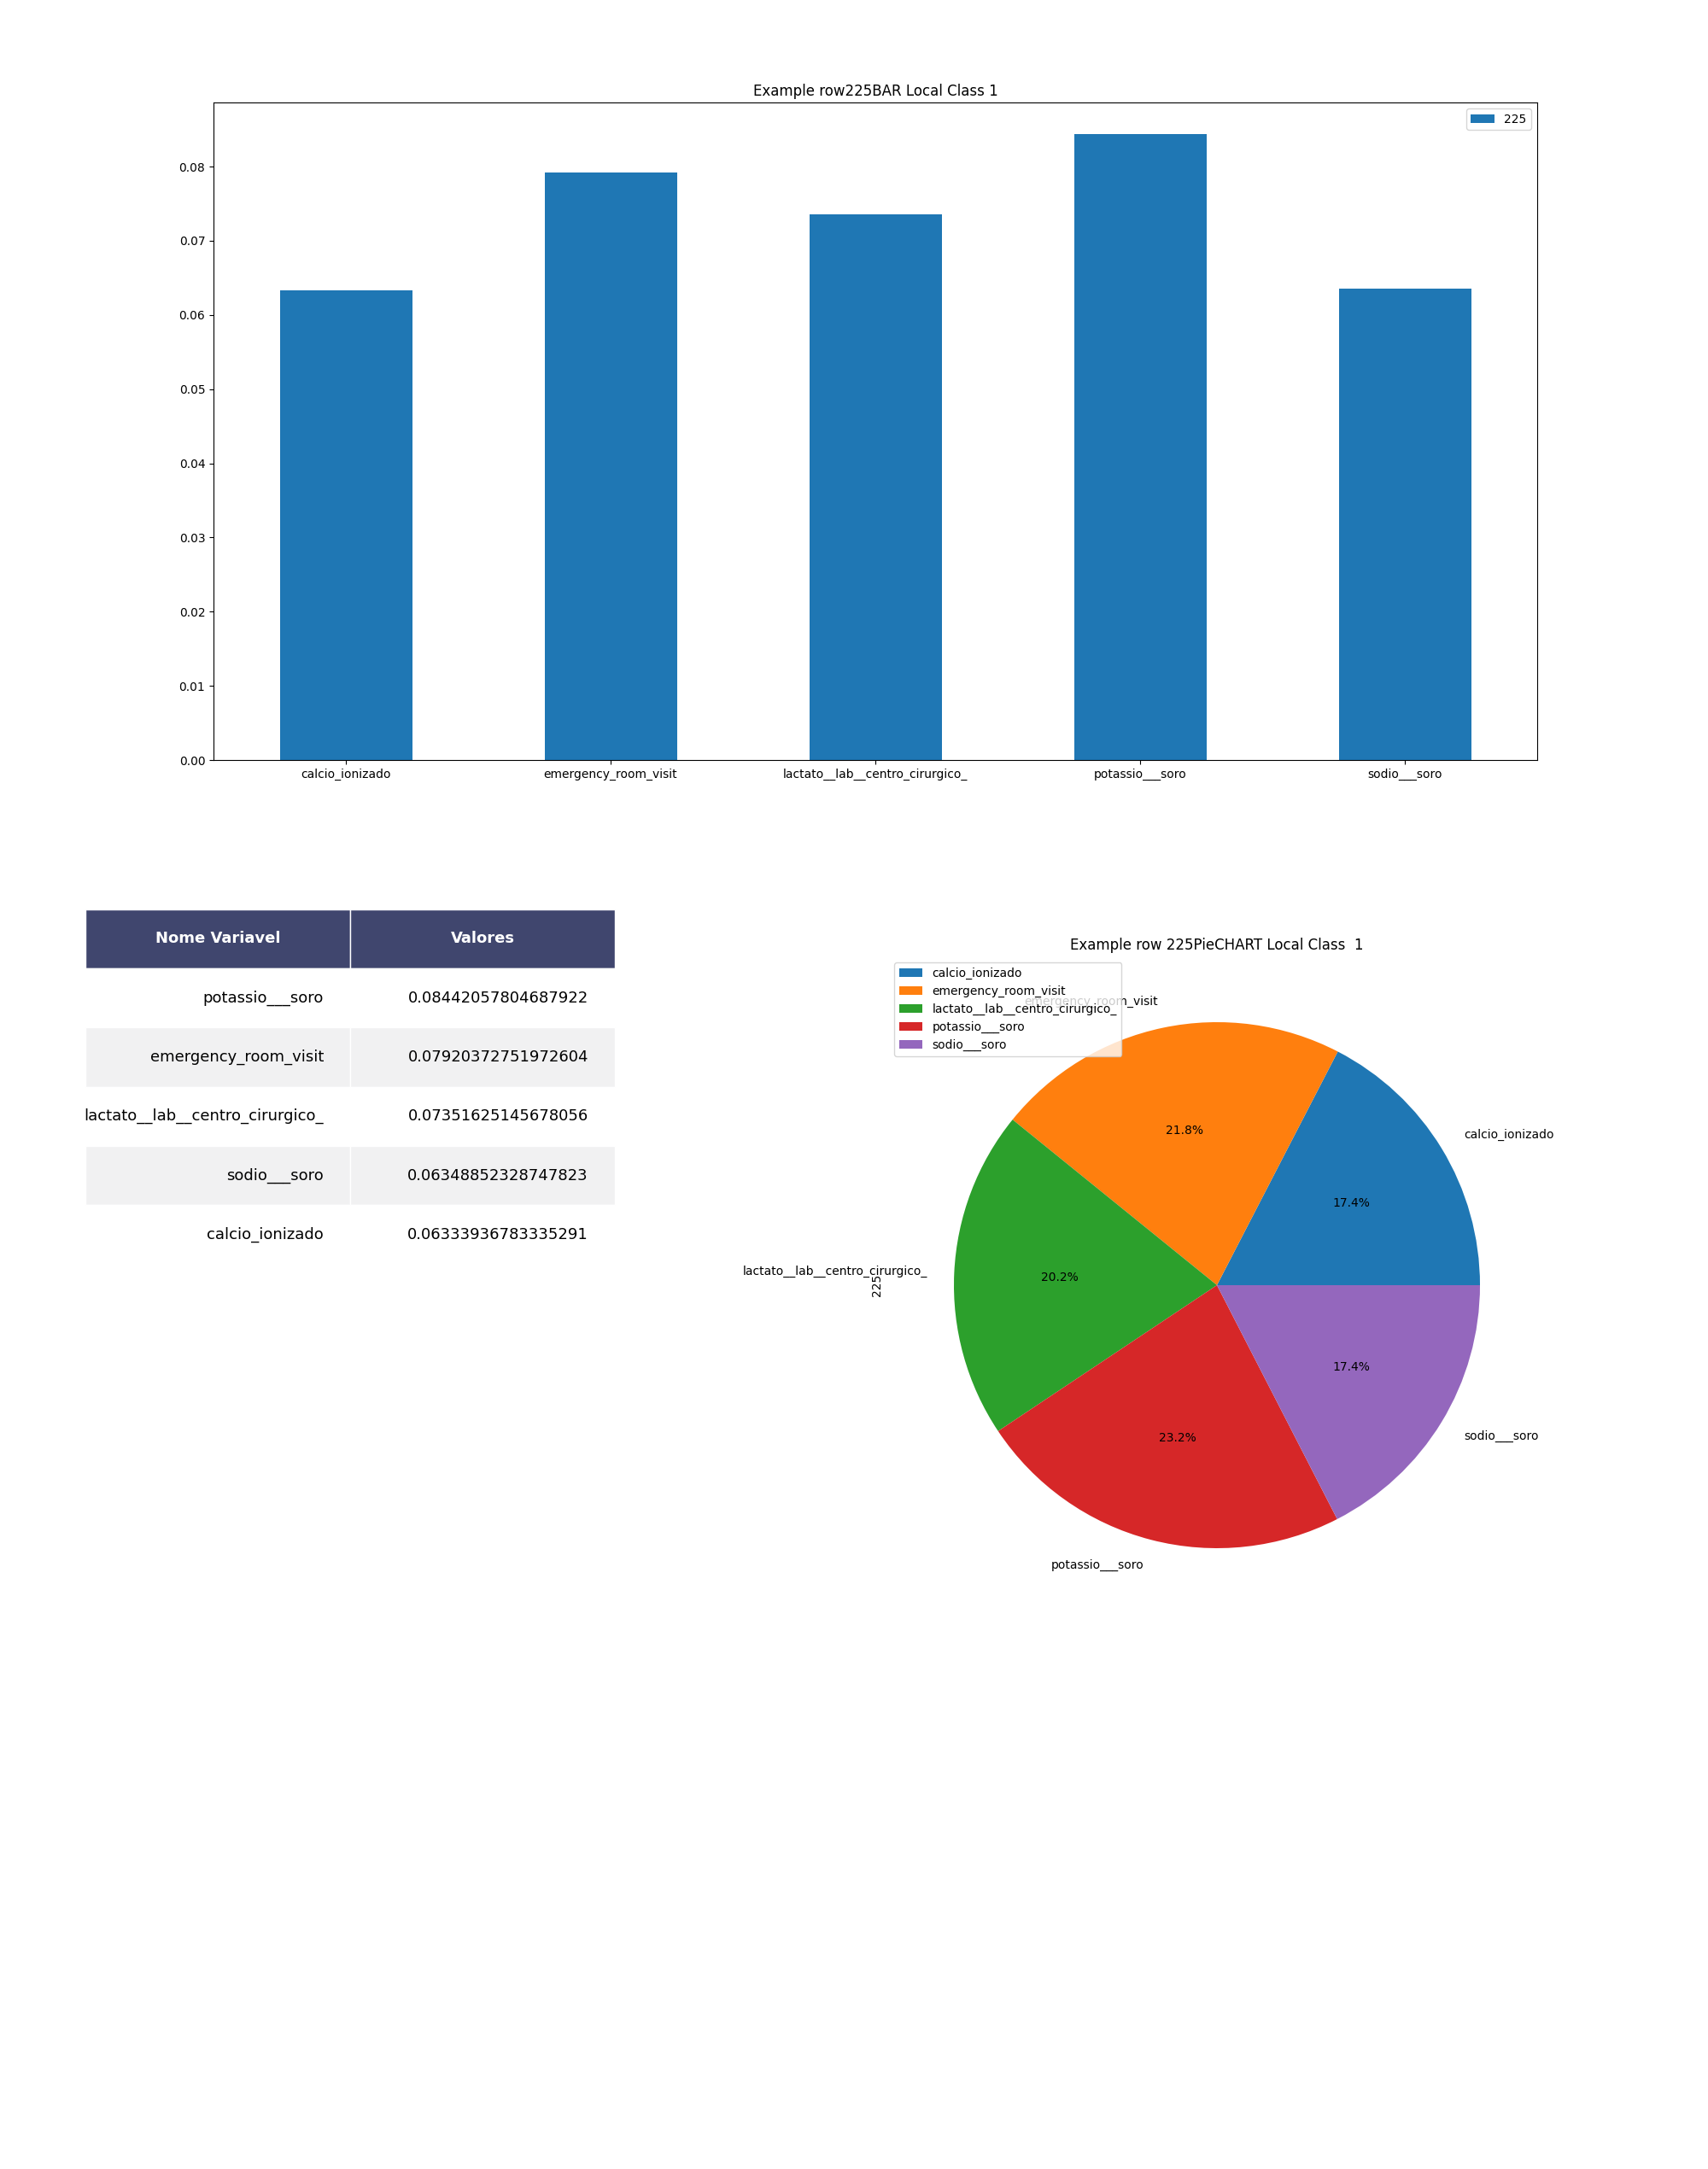 Example row225BAR Local Class 1
225
0.08
0.07
0.06
0.05
0.04
0.03
0.02
0.01
0.00
calcio_ionizado emergency_room_visit lactato__lab__centro_cirurgico_ potassio___soro sodio___soro
Nome Variavel Valores
potassio___soro 0.08442057804687922
emergency_room_visit 0.07920372751972604
lactato__lab__centro_cirurgico_ 0.07351625145678056
sodio___soro 0.06348852328747823
calcio_ionizado 0.06333936783335291
Example row 225PieCHART Local Class  1
calcio_ionizado
emergency_room_visit
lactato__lab__centro_cirurgico_
potassio___soro
sodio___soro
emergency_room_visit
calcio_ionizado
lactato__lab__centro_cirurgico_
225
potassio___soro
sodio___soro
21.8%
17.4%
20.2%
23.2%
17.4%